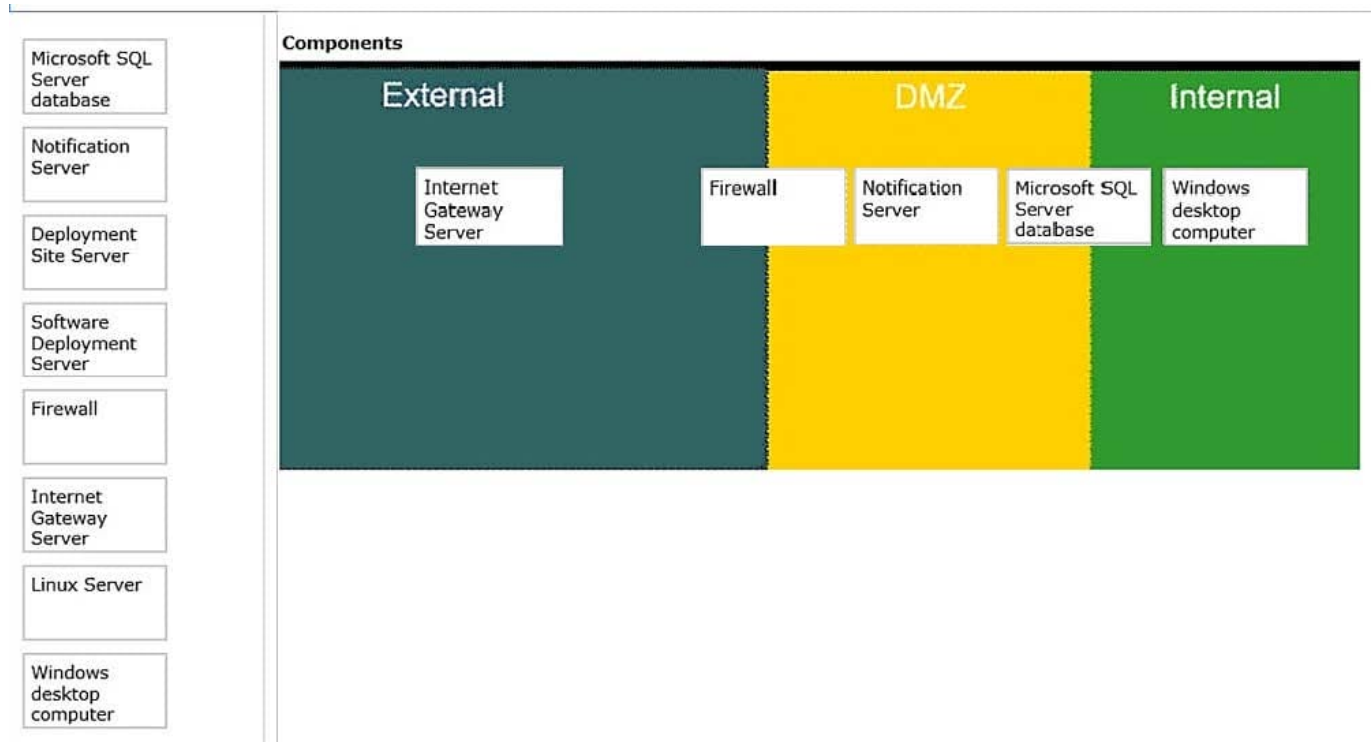 Microsoft SQL
Server
database
Notification
Server
Deployment
Site Server
Software
Deployment
Server
Firewall
Internet
Gateway
Server
Linux Server
Windows
desktop
computer
Components
External
DMZ
Internal
Internet
Gateway
Server
Firewall
Notification
Server
Microsoft SQL
Server
database
Windows
desktop
computer